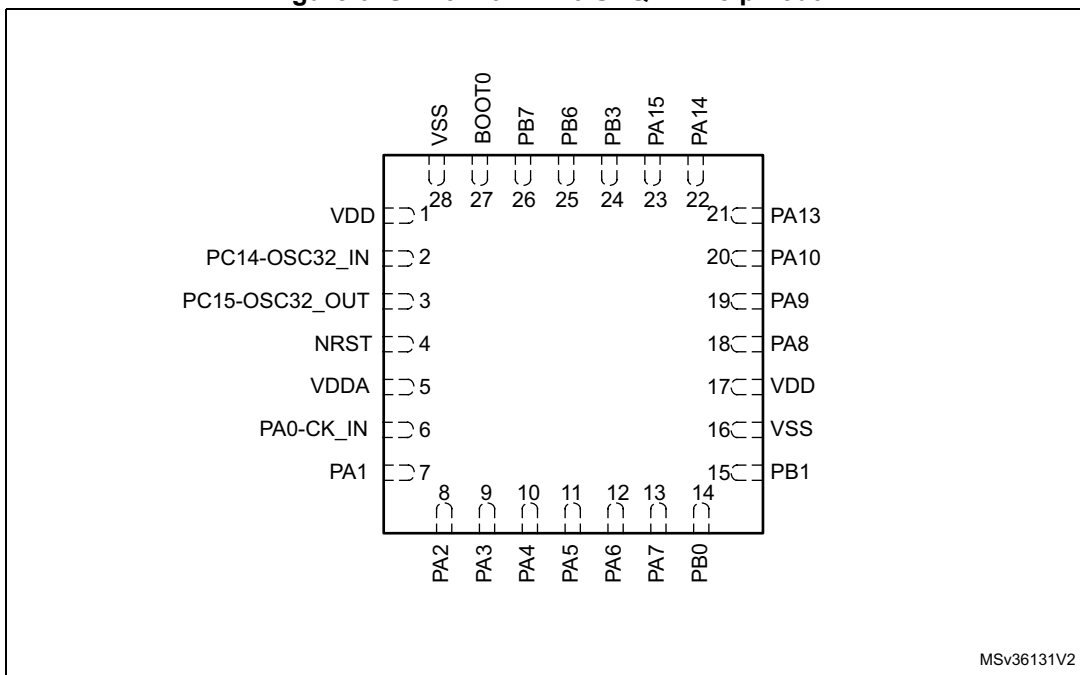 VSS
BOOT0
PB7
PB6
PB3
PA15
PA14
28
27
26
25
24
23
22
VDD 1
PC14-OSC32_IN 2
PC15-OSC32_OUT 3
NRST 4
VDDA 5
PA0-CK_IN 6
PA1 7
21 PA13
20 PA10
19 PA9
18 PA8
17 VDD
16 VSS
15 PB1
8
9
10
11
12
13
14
PA2
PA3
PA4
PA5
PA6
PA7
PB0
MSv36131V2